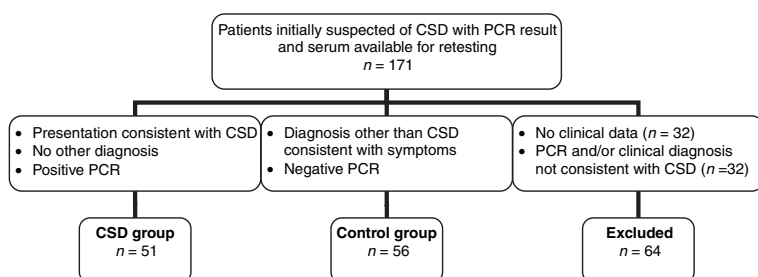 Patients initially suspected of CSD with PCR result
and serum available for retesting
n = 171
• Presentation consistent with CSD
• No other diagnosis
• Positive PCR
• Diagnosis other than CSD
consistent with symptoms
• Negative PCR
• No clinical data (n = 32)
• PCR and/or clinical diagnosis
not consistent with CSD (n =32)
CSD group
n = 51
Control group
n = 56
Excluded
n = 64